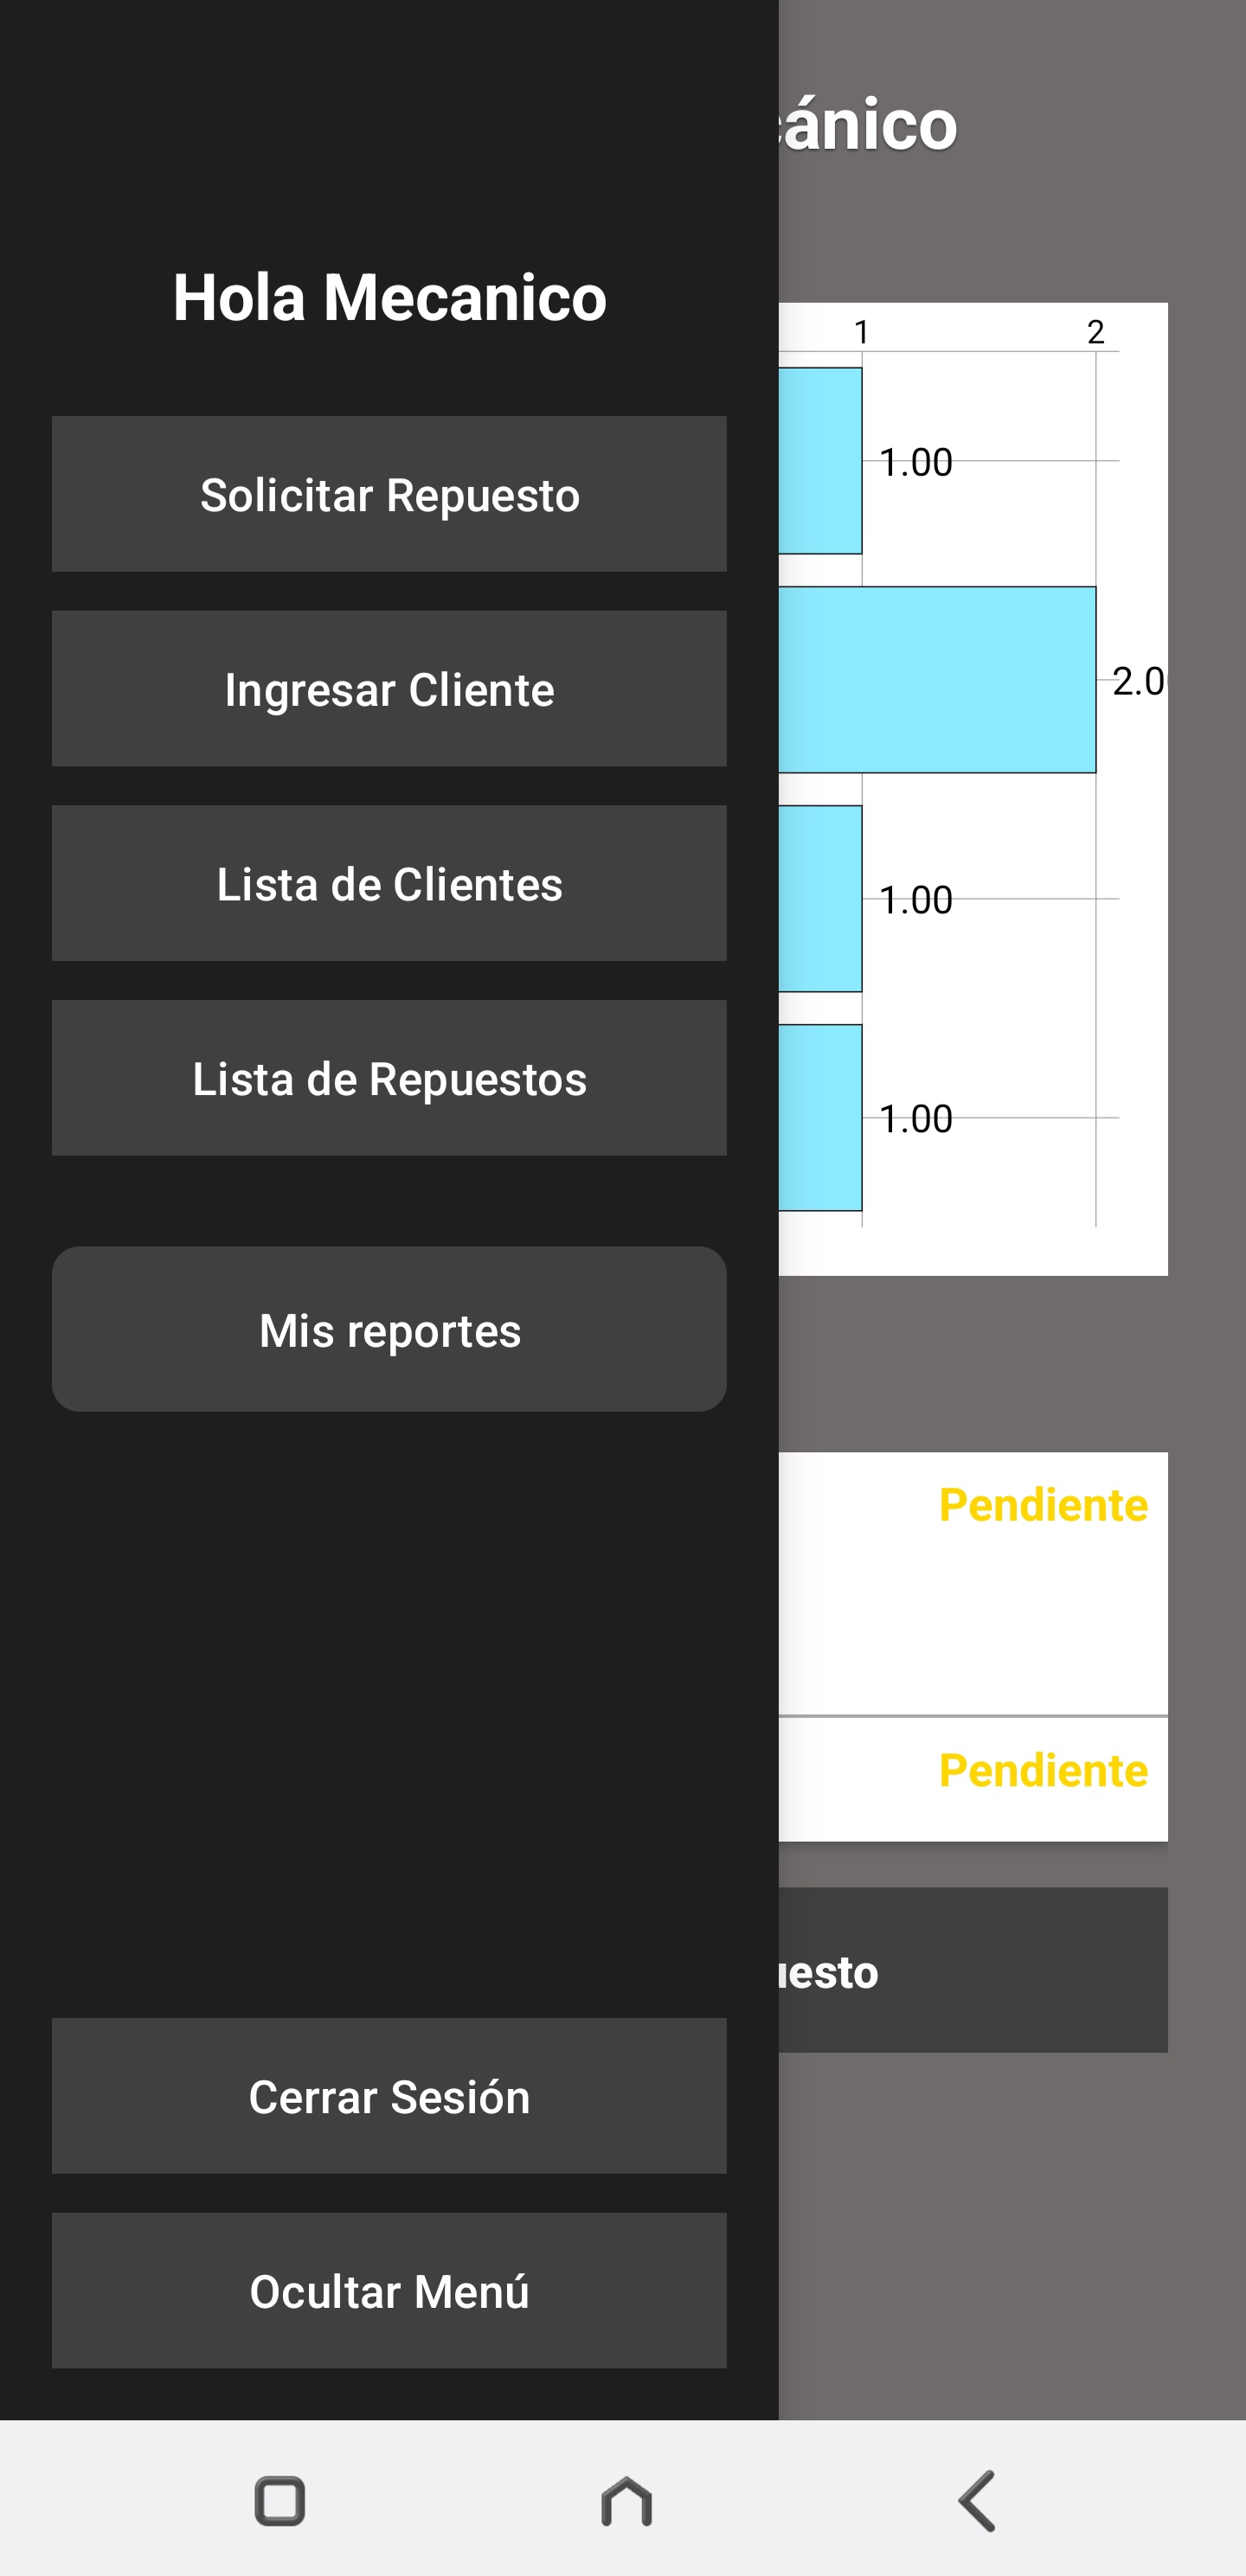 Hola Mecanico
Solicitar Repuesto
Ingresar Cliente
Lista de Clientes
Lista de Repuestos
Mis reportes
Cerrar Sesión
Ocultar Menú
ánico
1 2
1.00
2.0
1.00
1.00
Pendiente
Pendiente
esto